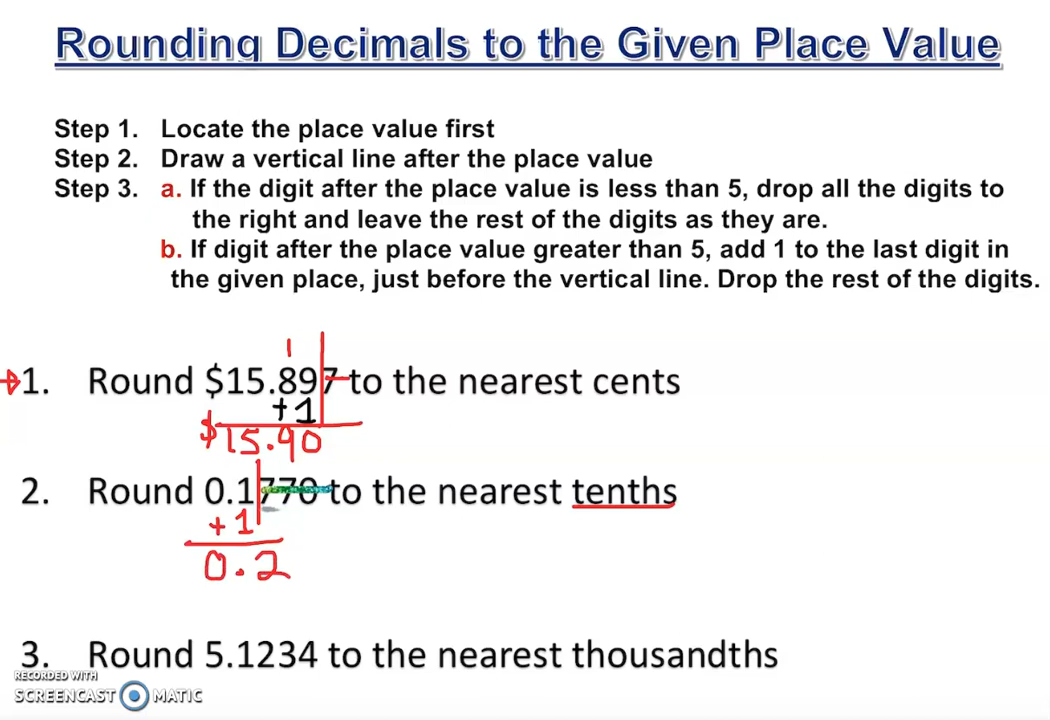 Rounding Decimals to the Given Place Value
Step 1. Locate the place value first
Step 2. Draw a vertical line after the place value
Step 3. a. If the digit after the place value is less than 5, drop all the digits to
the right and leave the rest of the digits as they are.
b. If digit after the place value greater than 5, add 1 to the last digit in
the given place, just before the vertical line. Drop the rest of the digits.
1
1. Round $15.897 to the nearest cents
+1
$15.90
2. Round 0.1770 to the nearest tenths
+1
0.2
3. Round 5.1234 to the nearest thousandths
RECORDED WITH
SCREENCAST MATIC